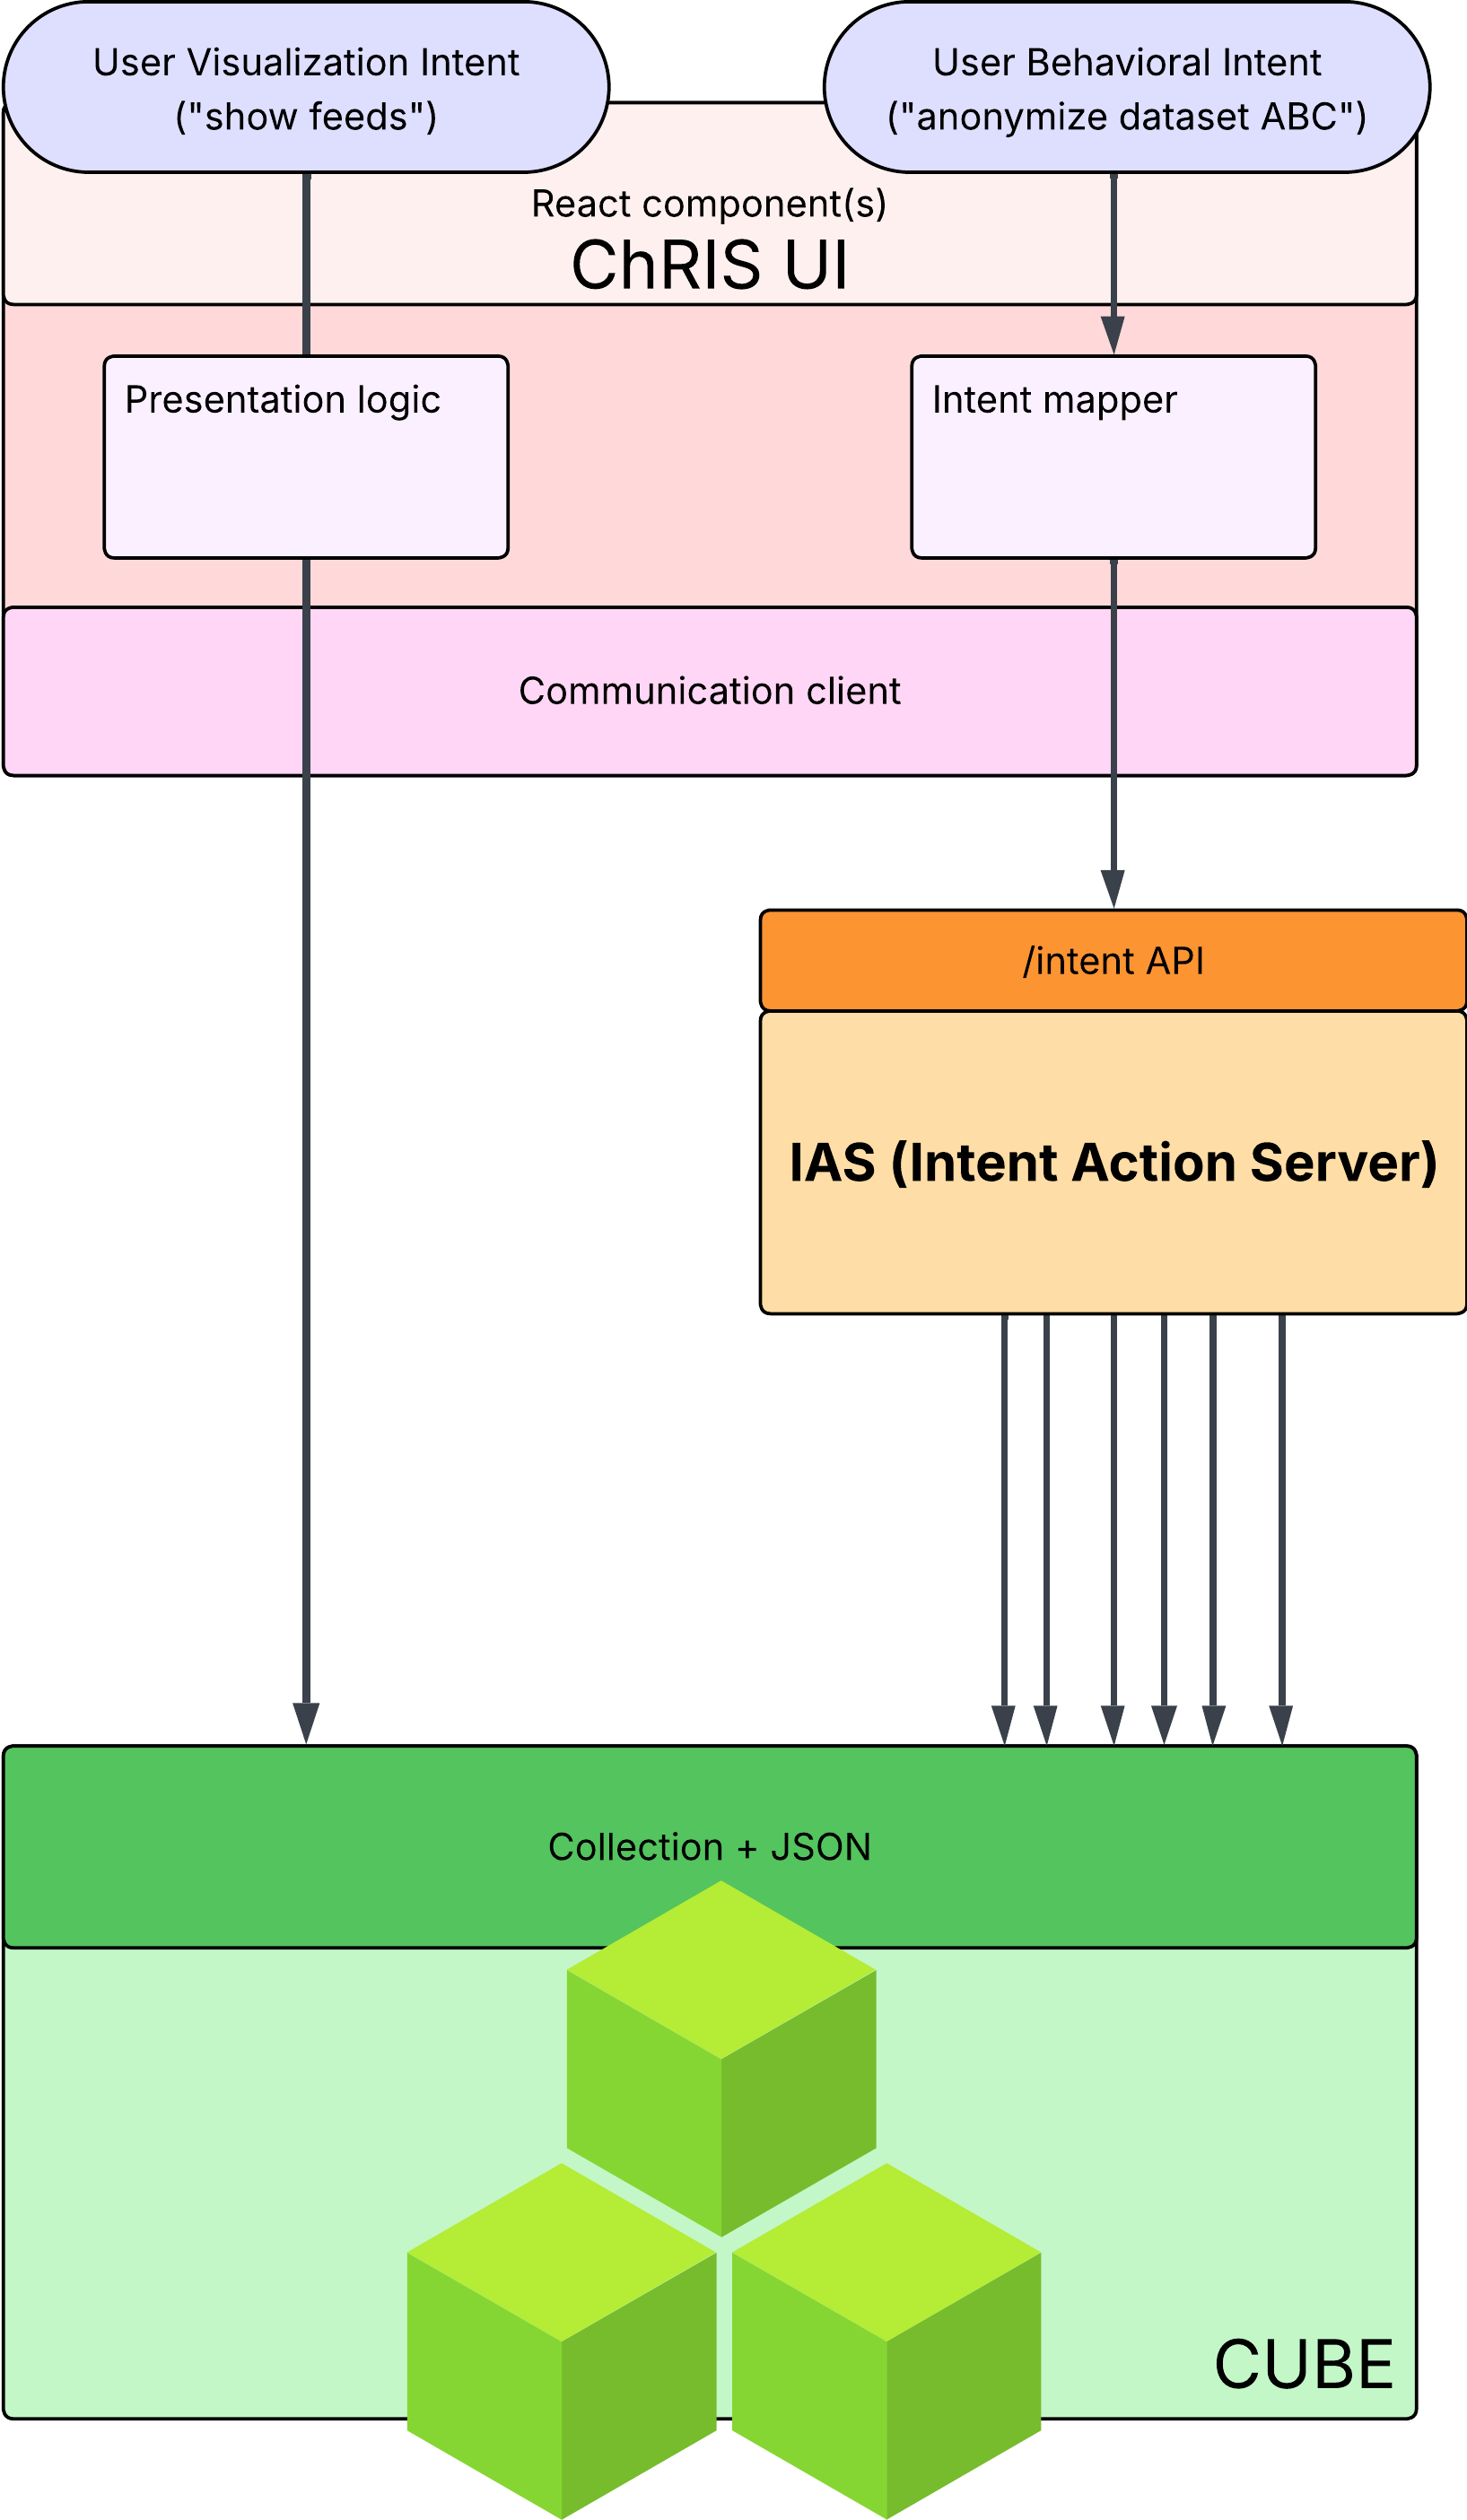 User Visualization Intent
("show feeds")
User Behavioral Intent
("anonymize dataset ABC")
React component(s)
ChRIS UI
Presentation logic
Intent mapper
Communication client
/intent API
IAS (Intent Action Server)
Collection + JSON
CUBE